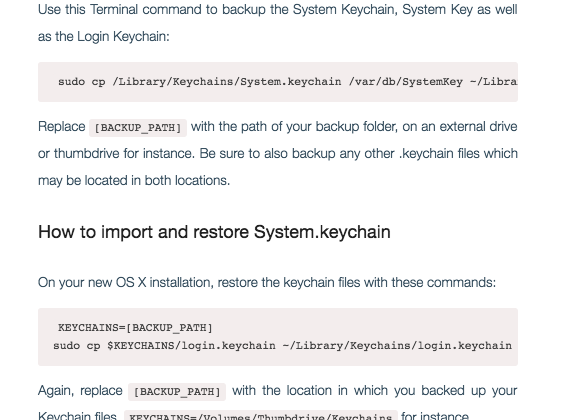 Use this Terminal command to backup the System Keychain, System Key as well
as the Login Keychain:
sudo cp /Library/Keychains/System.keychain /var/db/SystemKey ~/Libra
Replace [BACKUP_PATH] with the path of your backup folder, on an external drive
or thumbdrive for instance. Be sure to also backup any other .keychain files which
may be located in both locations.
How to import and restore System.keychain
On your new OS X installation, restore the keychain files with these commands:
KEYCHAINS=[BACKUP_PATH]
sudo cp $KEYCHAINS/login.keychain ~/Library/Keychains/login.keychain
Again, replace [BACKUP_PATH] with the location in which you backed up your
Keychain files, KEYCHAINS=/Volumes/Thumbdrive/Keychains for instance